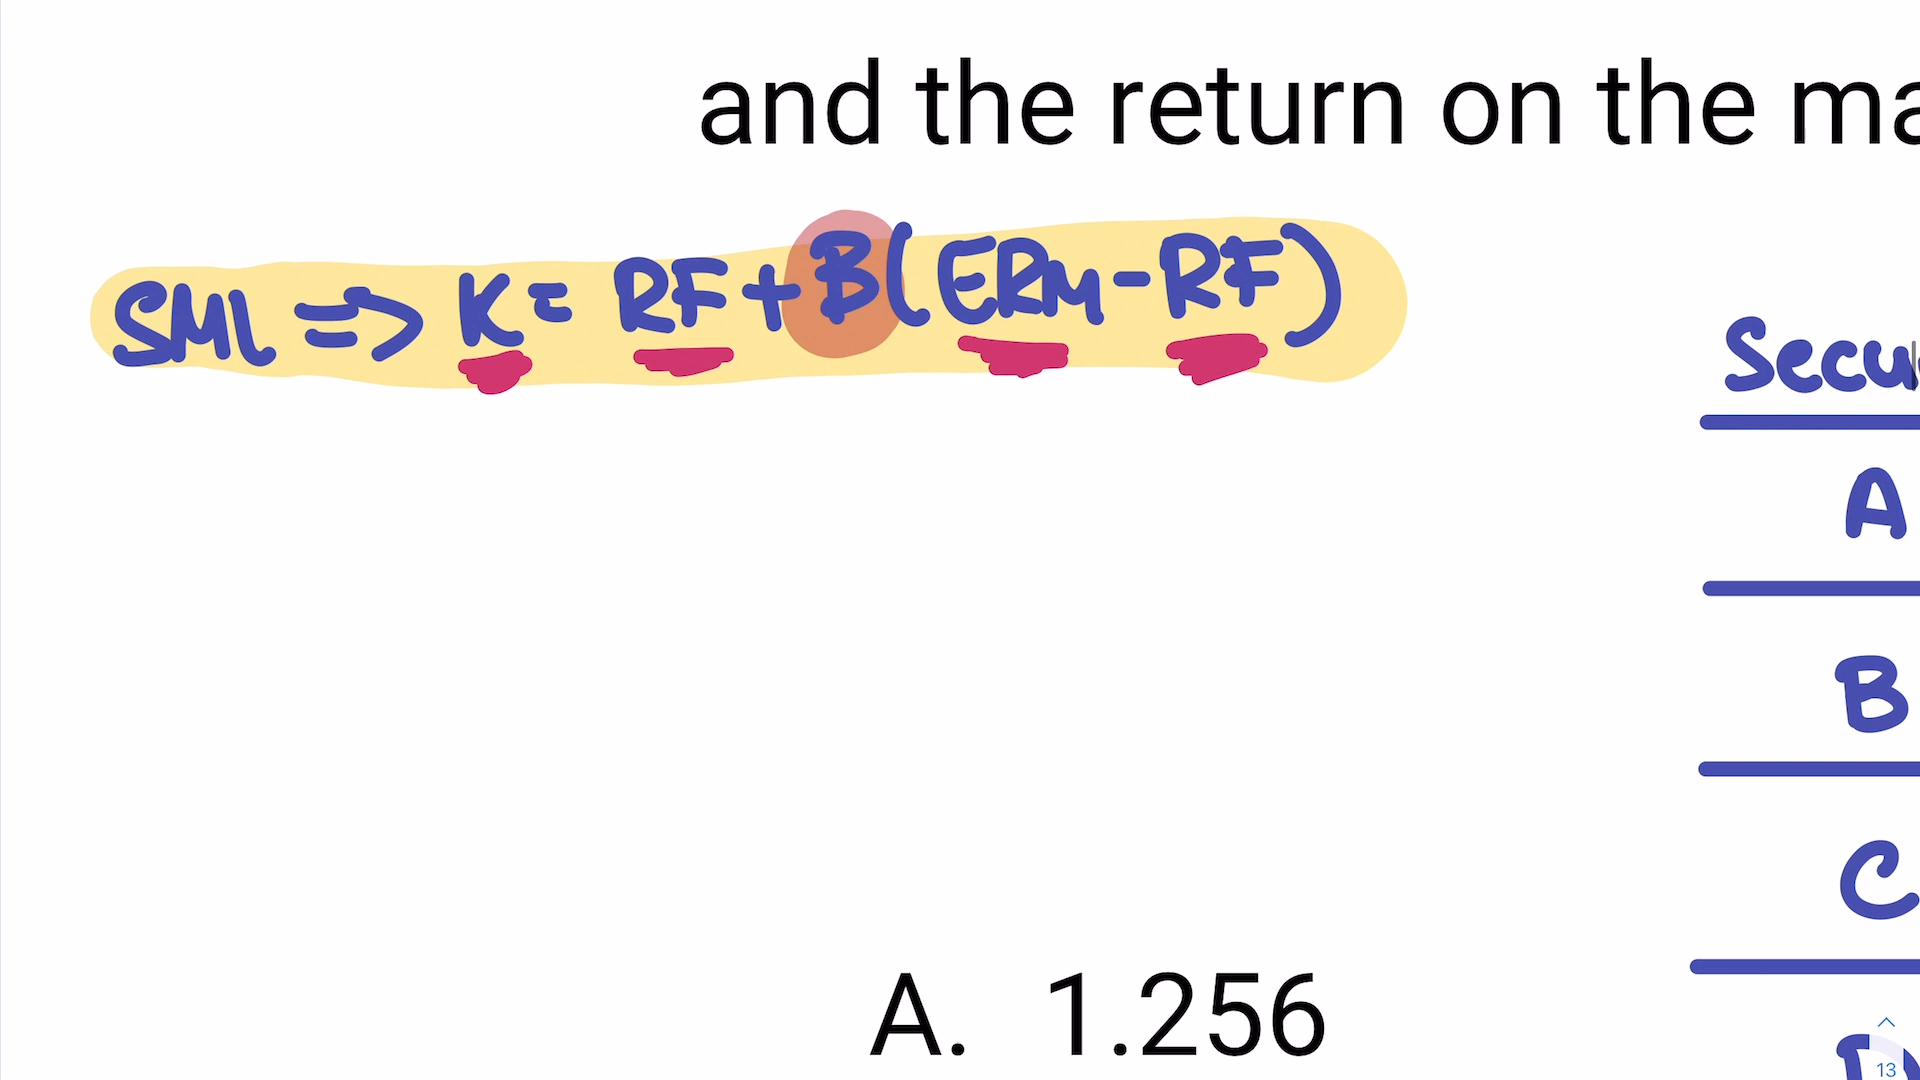 and the return on the ma
SML => K = RF + B (ERM - RF)
Secu
A
B
C
A. 1.256
D
13